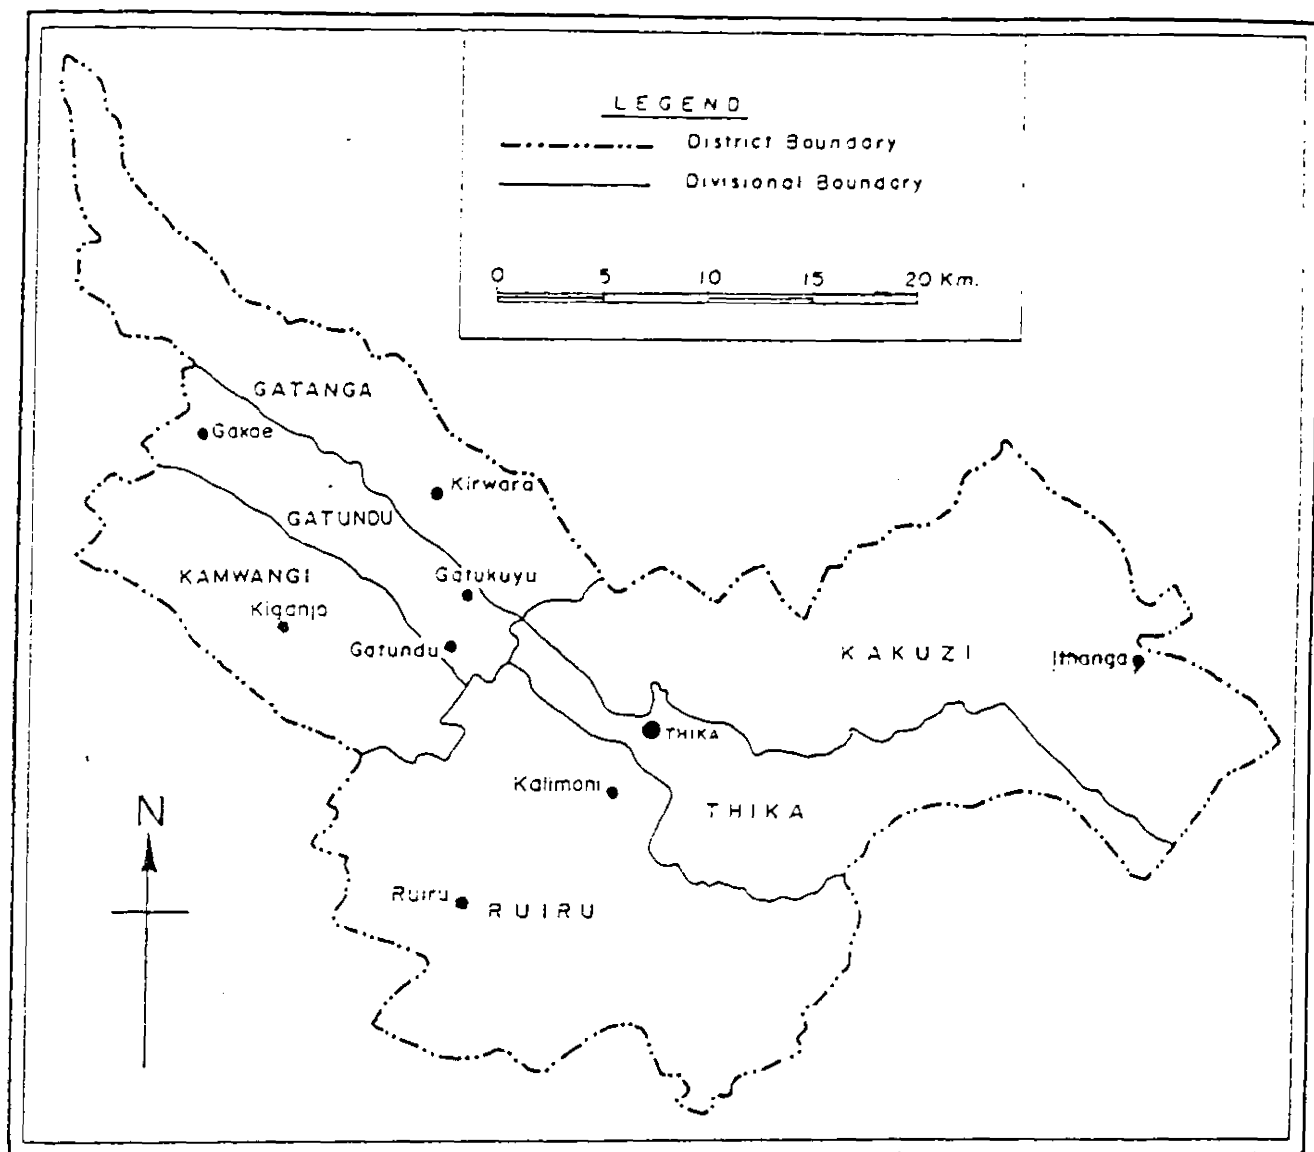 LEGEND
District Boundary
Divisional Boundary
0 5 10 15 20 Km.
GATANGA
Gakoe
Kirwara
GATUNDU
KAMWANGI
Gatukuyu
Kiganjo
Gatundu
KAKUZI
Ithanga
THIKA
Kalimoni
THIKA
N
Ruiru
RUIRU